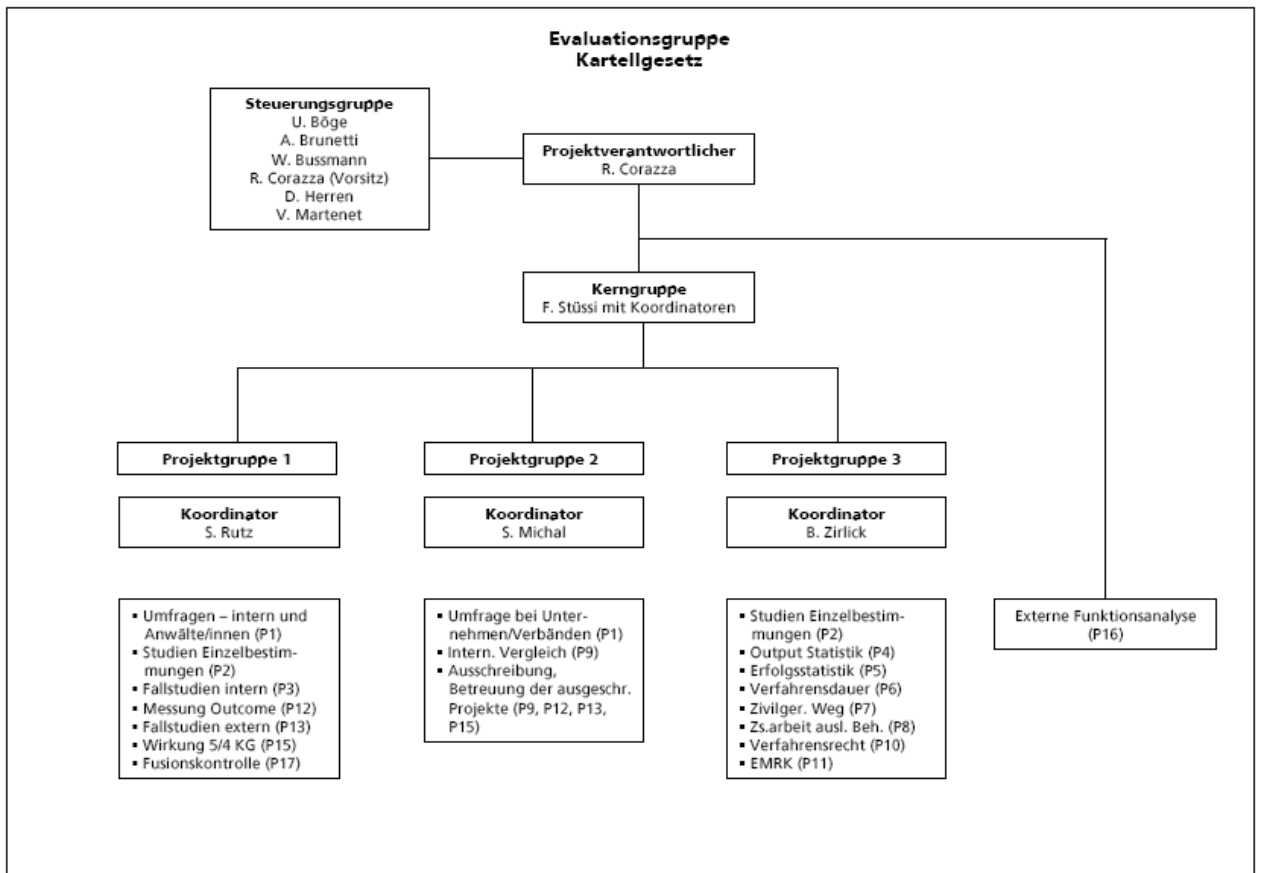 Evaluationsgruppe
Kartellgesetz
Steuerungsgruppe
U. Böge
A. Brunetti
W. Bussmann
R. Corazza (Vorsitz)
D. Herren
V. Martenet
Projektverantwortlicher
R. Corazza
Kerngruppe
F. Stüssi mit Koordinatoren
Projektgruppe 1
Koordinator
S. Rutz
▪ Umfragen – intern und
Anwälte/innen (P1)
▪ Studien Einzelbestim-
mungen (P2)
▪ Fallstudien intern (P3)
▪ Messung Outcome (P12)
▪ Fallstudien extern (P13)
▪ Wirkung 5/4 KG (P15)
▪ Fusionskontrolle (P17)
Projektgruppe 2
Koordinator
S. Michal
▪ Umfrage bei Unter-
nehmen/Verbänden (P1)
▪ Intern. Vergleich (P9)
▪ Ausschreibung,
Betreuung der ausgeschr.
Projekte (P9, P12, P13,
P15)
Projektgruppe 3
Koordinator
B. Zirlick
▪ Studien Einzelbestim-
mungen (P2)
▪ Output Statistik (P4)
▪ Erfolgsstatistik (P5)
▪ Verfahrensdauer (P6)
▪ Zivilger. Weg (P7)
▪ Zs.arbeit ausl. Beh. (P8)
▪ Verfahrensrecht (P10)
▪ EMRK (P11)
Externe Funktionsanalyse
(P16)